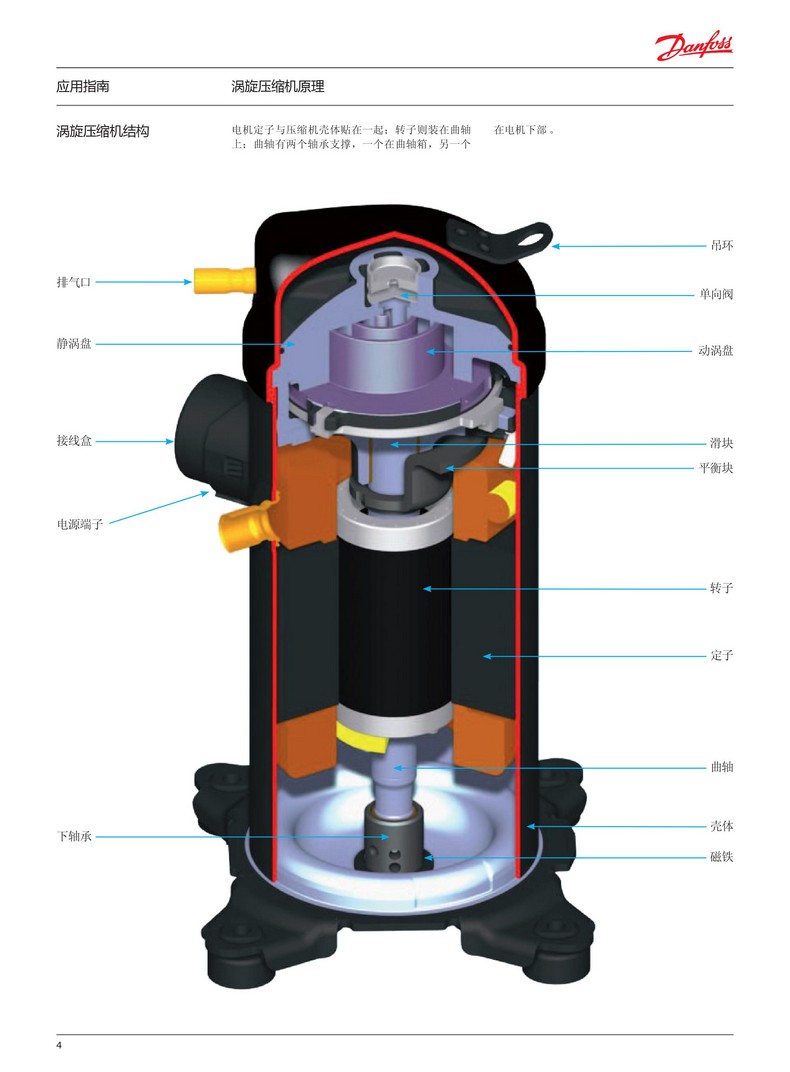 Danfoss
应用指南
涡旋压缩机原理
涡旋压缩机结构
电机定子与压缩机壳体贴在一起；转子则装在曲轴
上；曲轴有两个轴承支撑，一个在曲轴箱，另一个
在电机下部。
吊环
排气口
单向阀
静涡盘
动涡盘
接线盒
滑块
平衡块
电源端子
转子
定子
曲轴
壳体
下轴承
磁铁
4